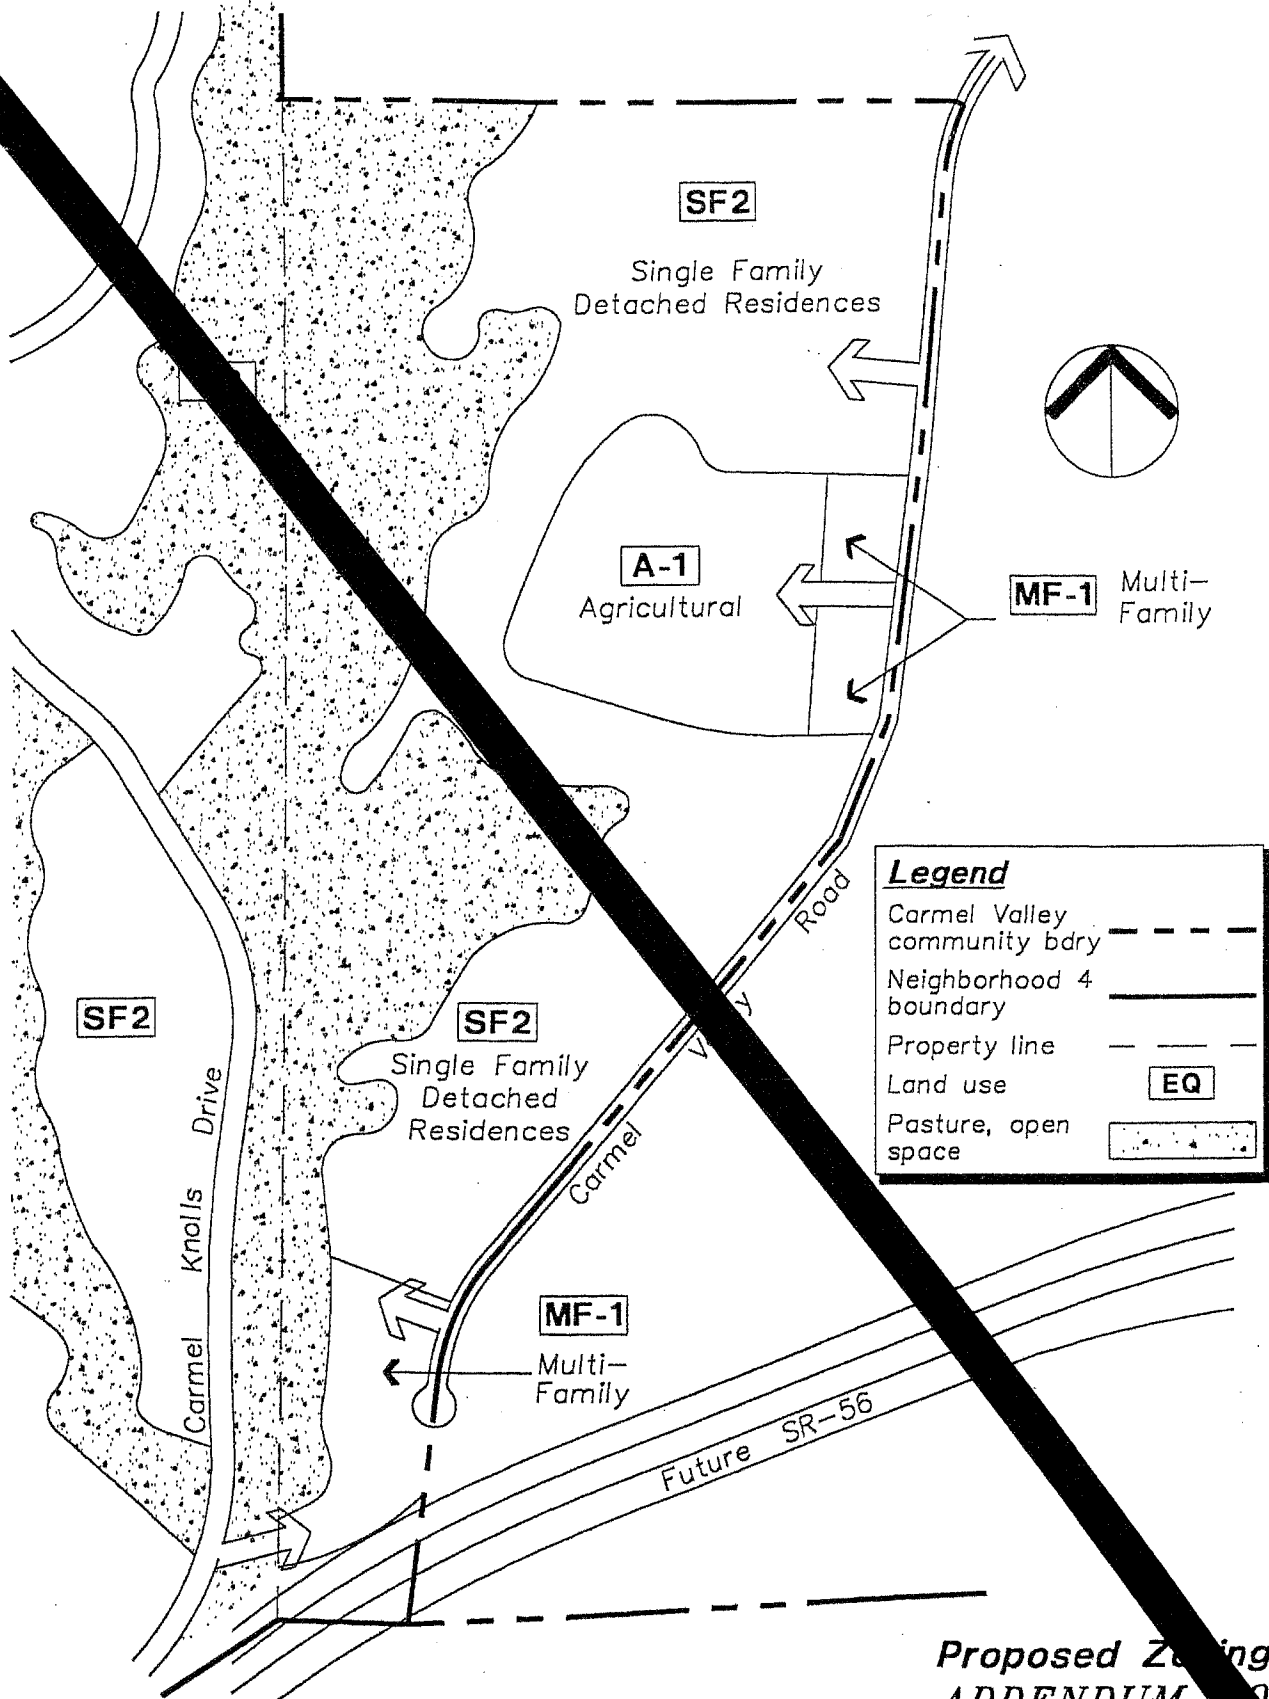 SF2
Single Family
Detached Residences
A-1
Agricultural
MF-1
Multi-
Family
Road
Carmel
Legend
Carmel Valley
community bdry
Neighborhood 4
boundary
Property line
Land use
EQ
Pasture, open
space
SF2
SF2
Single Family
Detached
Residences
Carmel Knolls Drive
MF-1
Multi-
Family
Future SR-56
Proposed
ADDENDUM